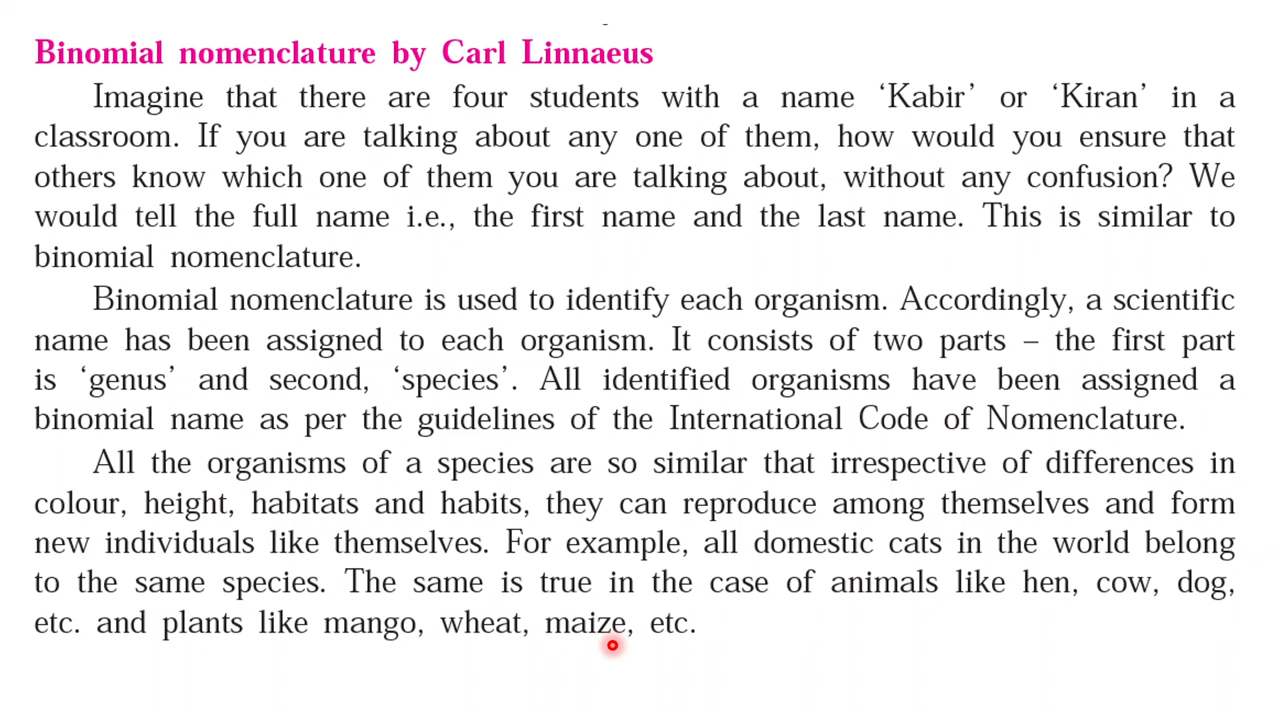 Binomial nomenclature by Carl Linnaeus
Imagine that there are four students with a name ‘Kabir’ or ‘Kiran’ in a
classroom. If you are talking about any one of them, how would you ensure that
others know which one of them you are talking about, without any confusion? We
would tell the full name i.e., the first name and the last name. This is similar to
binomial nomenclature.
Binomial nomenclature is used to identify each organism. Accordingly, a scientific
name has been assigned to each organism. It consists of two parts – the first part
is ‘genus’ and second, ‘species’. All identified organisms have been assigned a
binomial name as per the guidelines of the International Code of Nomenclature.
All the organisms of a species are so similar that irrespective of differences in
colour, height, habitats and habits, they can reproduce among themselves and form
new individuals like themselves. For example, all domestic cats in the world belong
to the same species. The same is true in the case of animals like hen, cow, dog,
etc. and plants like mango, wheat, maize, etc.